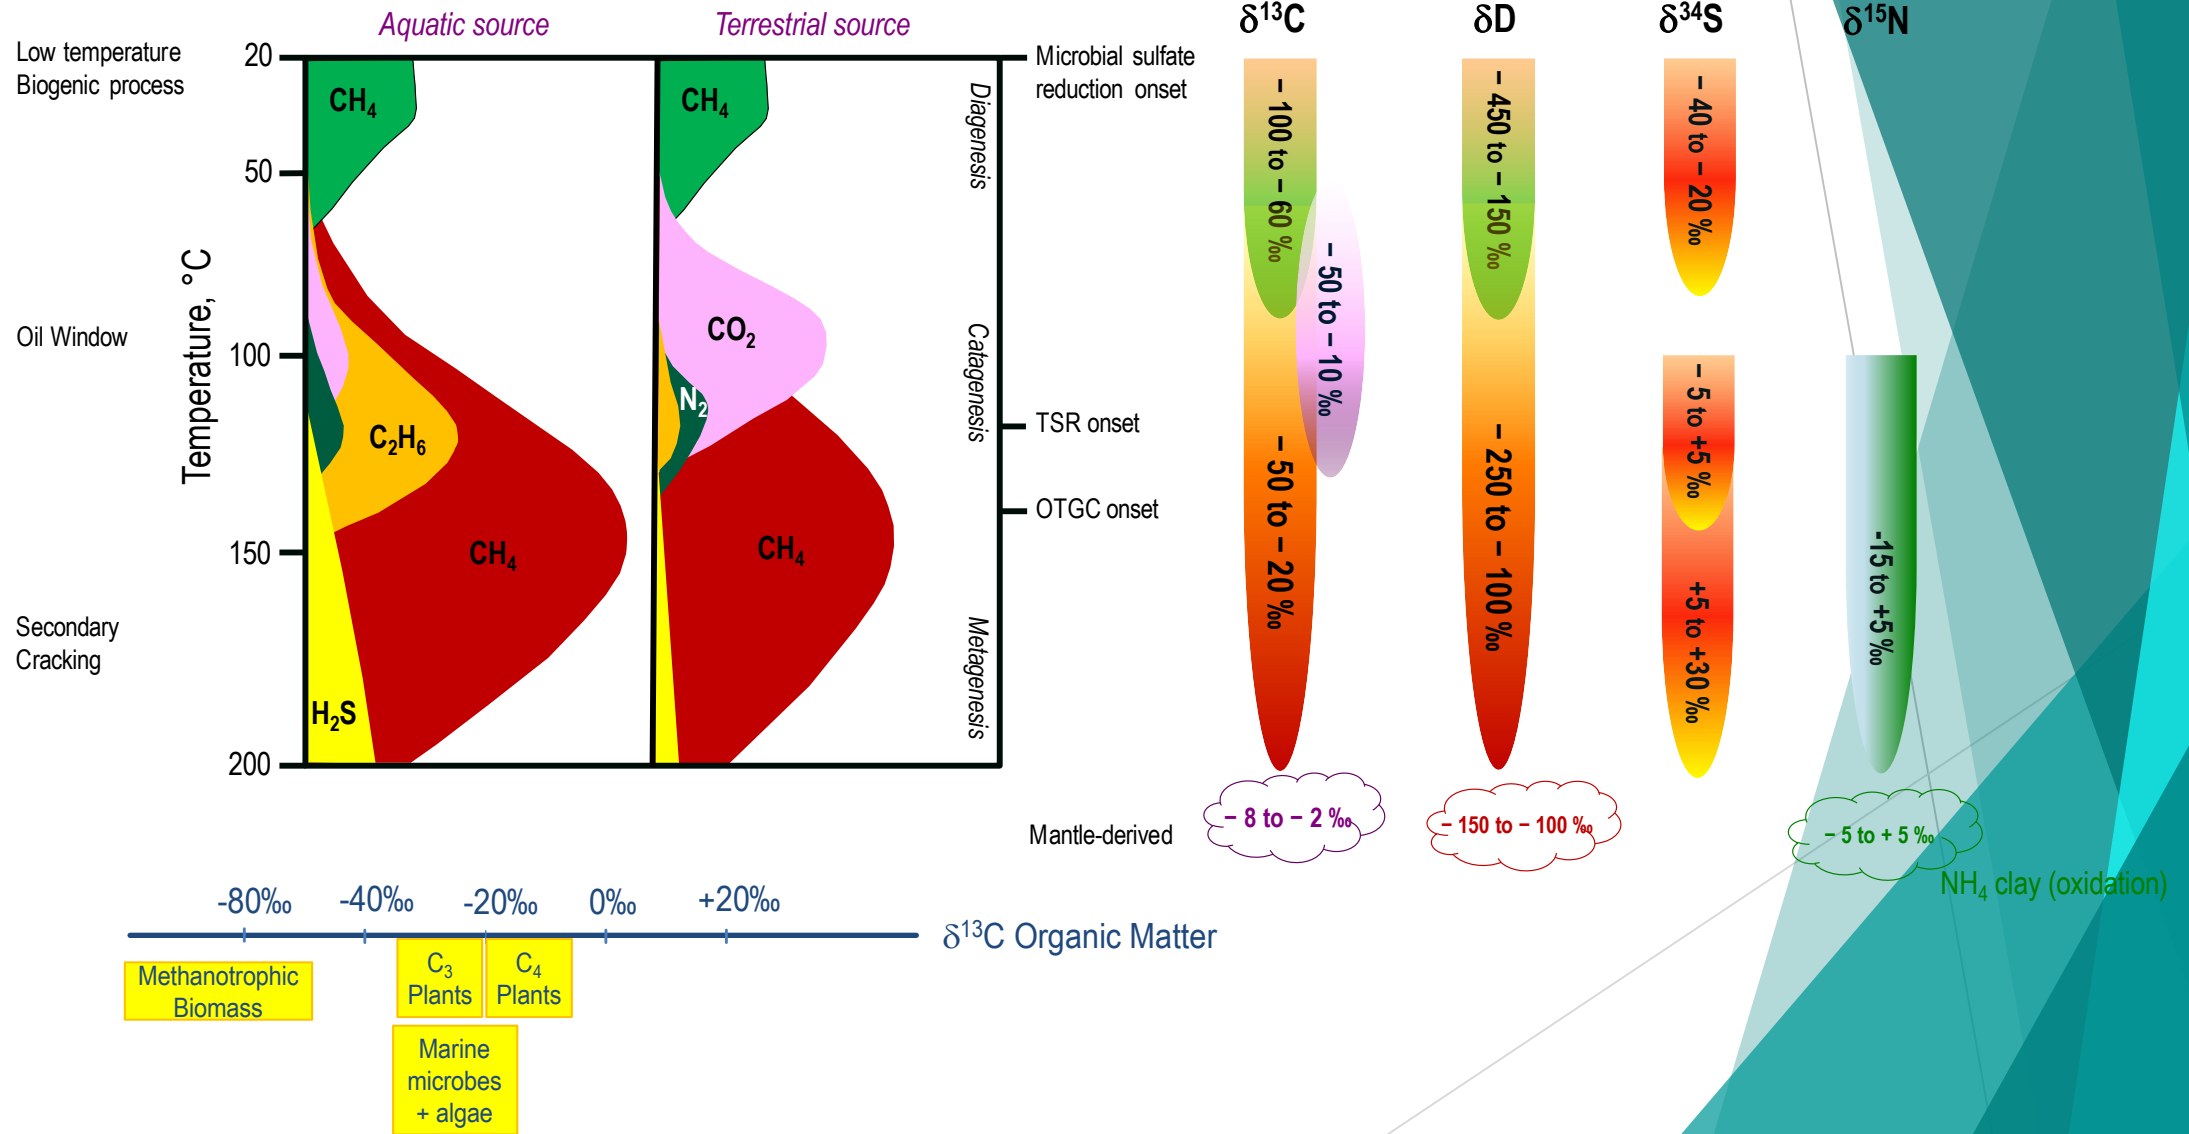 Aquatic source
Terrestrial source
δ¹³C
δD
δ³⁴S
δ¹⁵N
Low temperature
Biogenic process
Oil Window
Secondary
Cracking
Temperature, °C
20
50
100
150
200
CH₄
C₂H₆
CH₄
H₂S
CH₄
CO₂
N₂
CH₄
Diagenesis
Catagenesis
Metagenesis
Microbial sulfate
reduction onset
TSR onset
OTGC onset
− 100 to − 60 ‰
− 50 to − 10 ‰
− 50 to − 20 ‰
− 450 to − 150 ‰
− 250 to − 100 ‰
− 40 to − 20 ‰
− 5 to +5 ‰
+5 to +30 ‰
-15 to +5 ‰
Mantle-derived
− 8 to − 2 ‰
− 150 to − 100 ‰
− 5 to + 5 ‰
NH₄ clay (oxidation)
-80‰
-40‰
-20‰
0‰
+20‰
δ¹³C Organic Matter
Methanotrophic
Biomass
C₃
Plants
C₄
Plants
Marine
microbes
+ algae